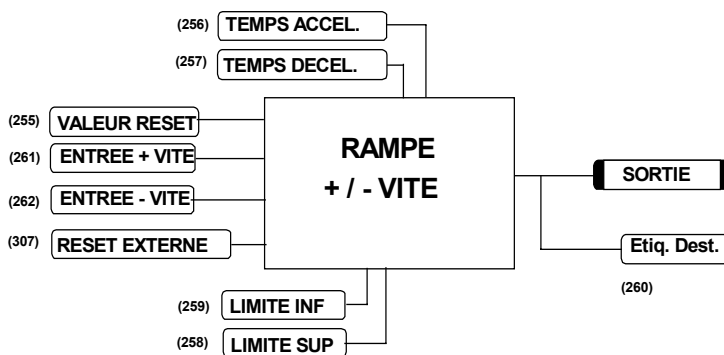 (256) TEMPS ACCEL.
(257) TEMPS DECEL.
(255) VALEUR RESET
(261) ENTREE + VITE
(262) ENTREE - VITE
(307) RESET EXTERNE
RAMPE
+ / - VITE
SORTIE
Etiq. Dest.
(260)
(259) LIMITE INF
(258) LIMITE SUP